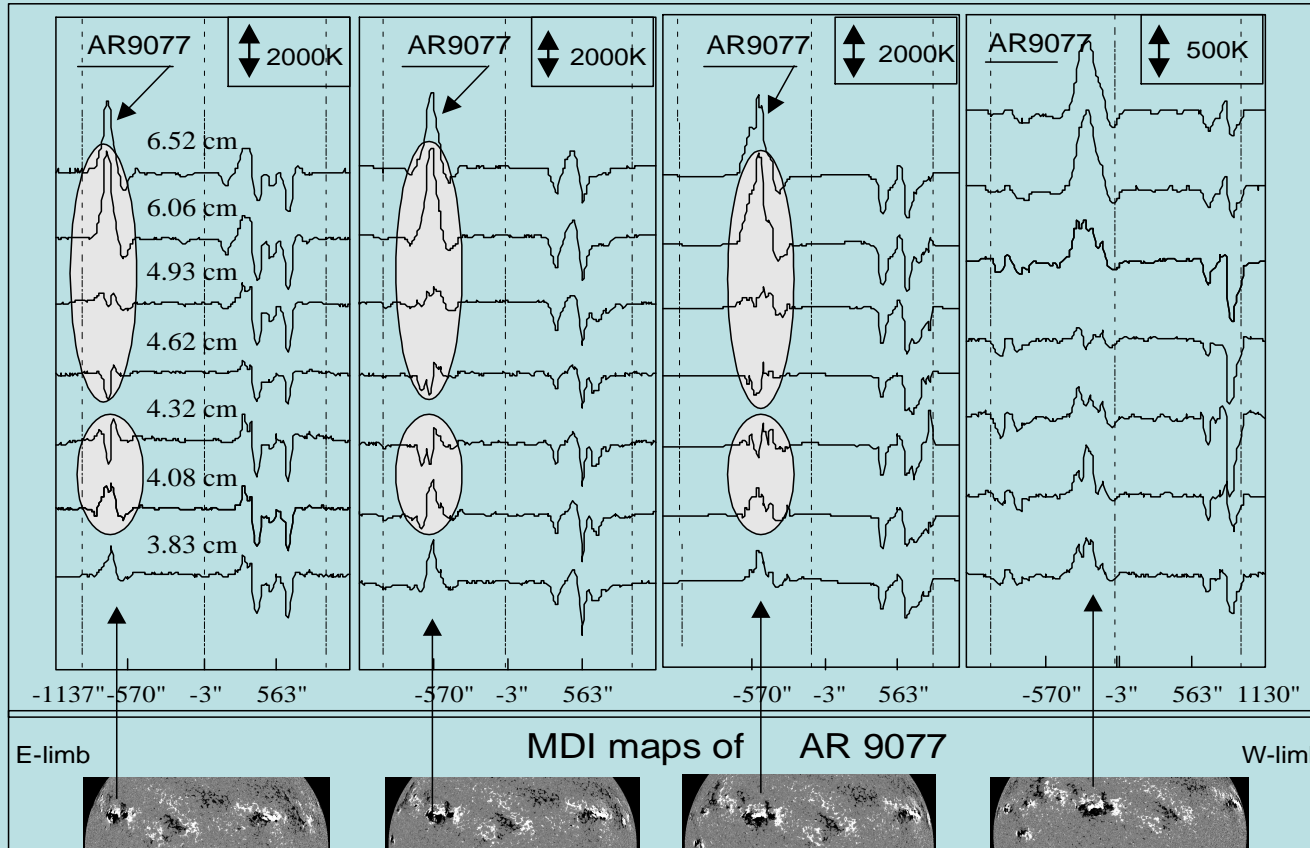 AR9077
2000K
AR9077
2000K
AR9077
2000K
AR9077
500K
6.52 cm
6.06 cm
4.93 cm
4.62 cm
4.32 cm
4.08 cm
3.83 cm
-1137" -570" -3" 563"
-570" -3" 563"
-570" -3" 563"
-570" -3" 563" 1130"
E-limb
MDI maps of AR 9077
W-lim